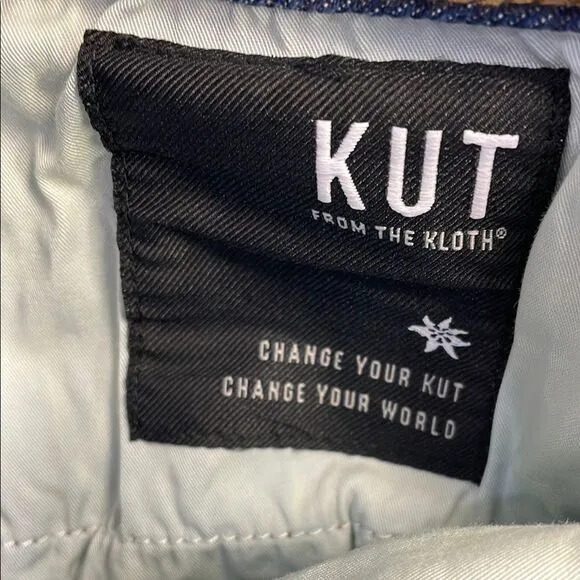 KUT
FROM THE KLOTH®
CHANGE YOUR KUT
CHANGE YOUR WORLD